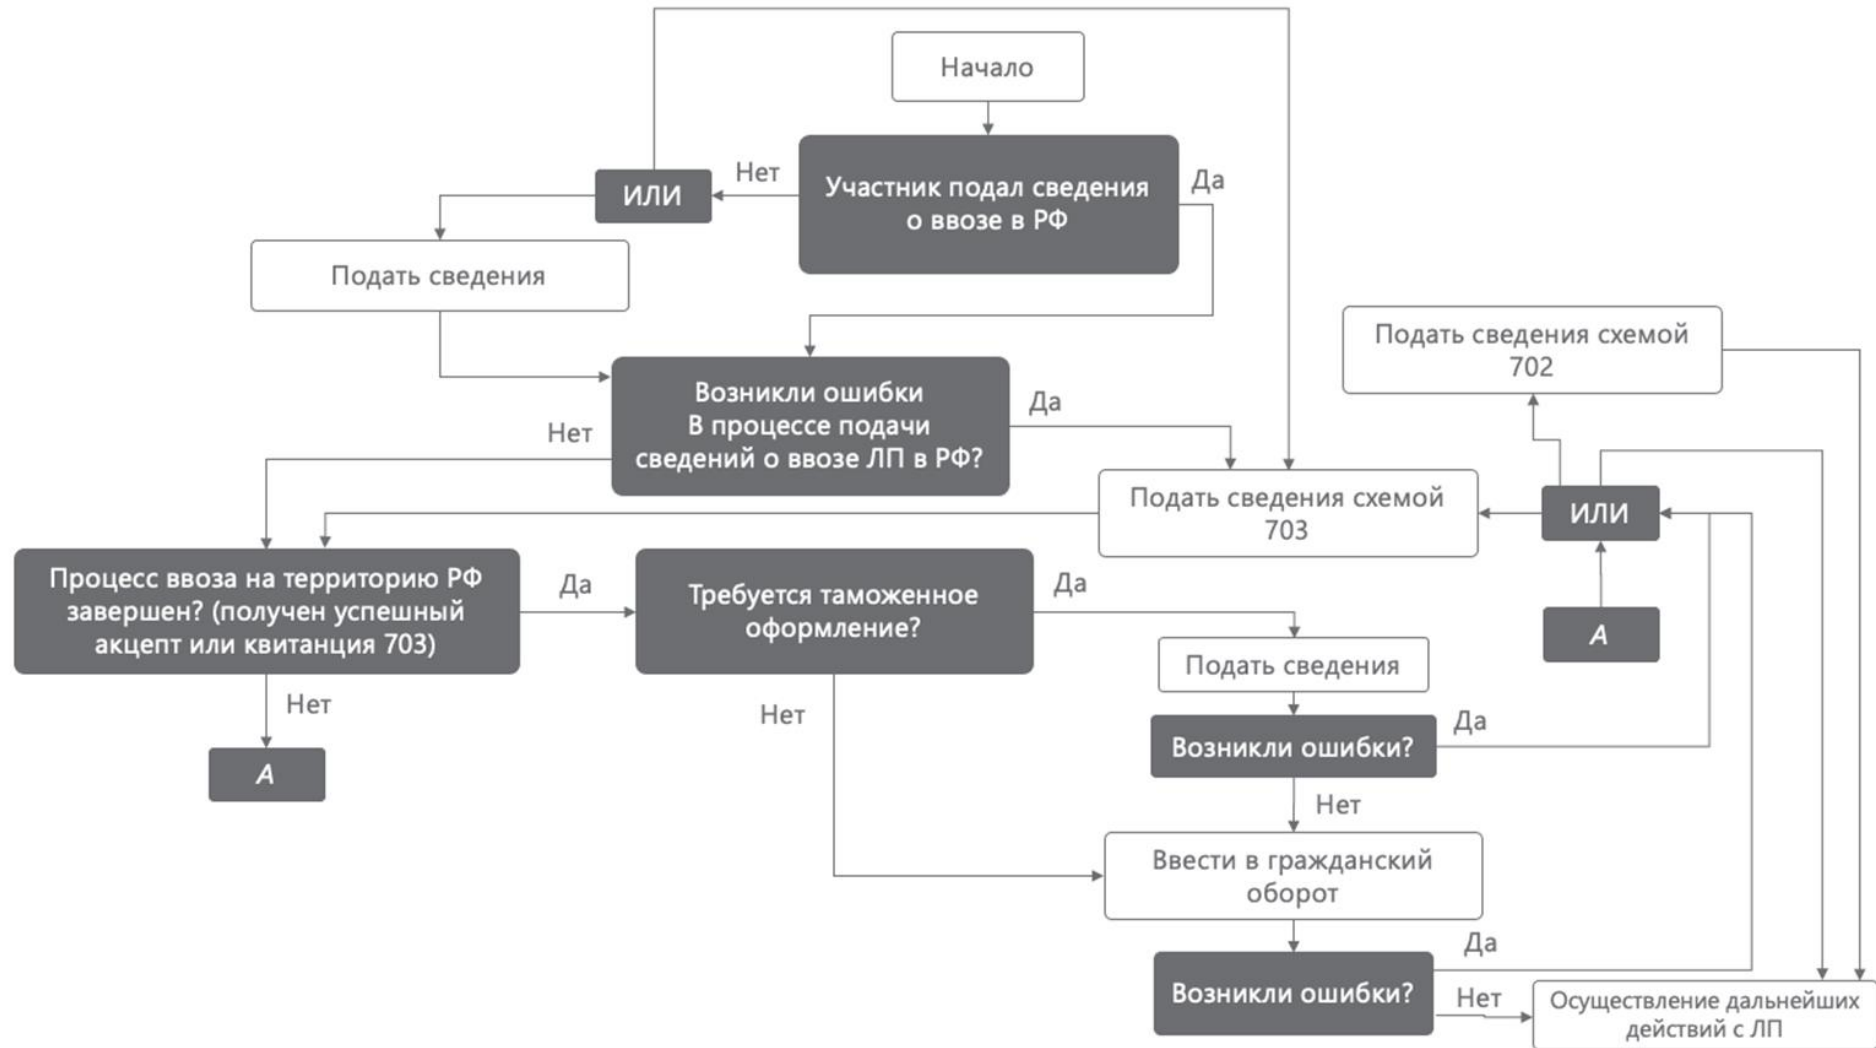 Начало
Участник подал сведения
о ввозе в РФ
Нет
Да
ИЛИ
Подать сведения
Подать сведения схемой
702
Возникли ошибки
В процессе подачи
сведений о ввозе ЛП в РФ?
Да
Нет
Подать сведения схемой
703
ИЛИ
Процесс ввоза на территорию РФ
завершен? (получен успешный
акцепт или квитанция 703)
Да
Требуется таможенное
оформление?
Да
А
Подать сведения
Нет
Нет
А
Возникли ошибки?
Да
Нет
Ввести в гражданский
оборот
Да
Возникли ошибки?
Нет
Осуществление дальнейших
действий с ЛП